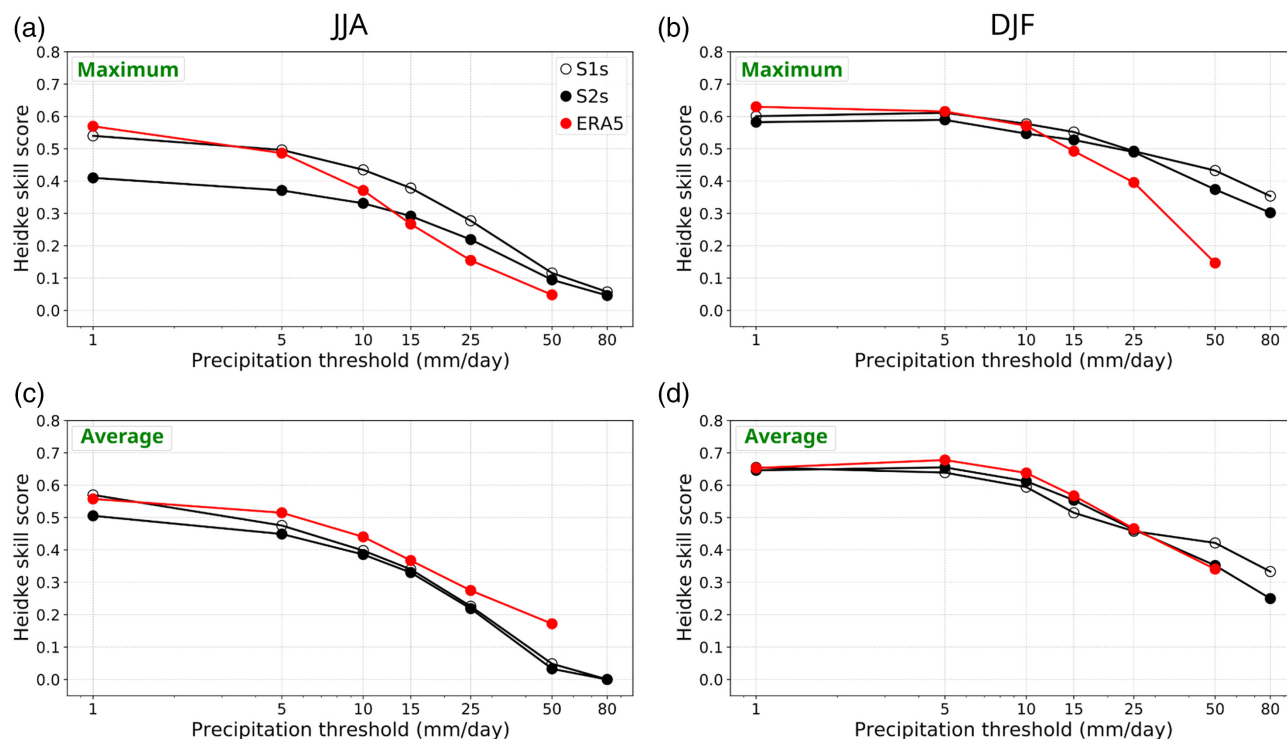 JJA
DJF
(a)
(b)
Maximum
S1s
S2s
ERA5
Heidke skill score
0.8
0.7
0.6
0.5
0.4
0.3
0.2
0.1
0.0
1 5 10 15 25 50 80
Precipitation threshold (mm/day)
Maximum
Heidke skill score
0.8
0.7
0.6
0.5
0.4
0.3
0.2
0.1
0.0
1 5 10 15 25 50 80
Precipitation threshold (mm/day)
(c)
(d)
Average
Heidke skill score
0.8
0.7
0.6
0.5
0.4
0.3
0.2
0.1
0.0
1 5 10 15 25 50 80
Precipitation threshold (mm/day)
Average
Heidke skill score
0.8
0.7
0.6
0.5
0.4
0.3
0.2
0.1
0.0
1 5 10 15 25 50 80
Precipitation threshold (mm/day)